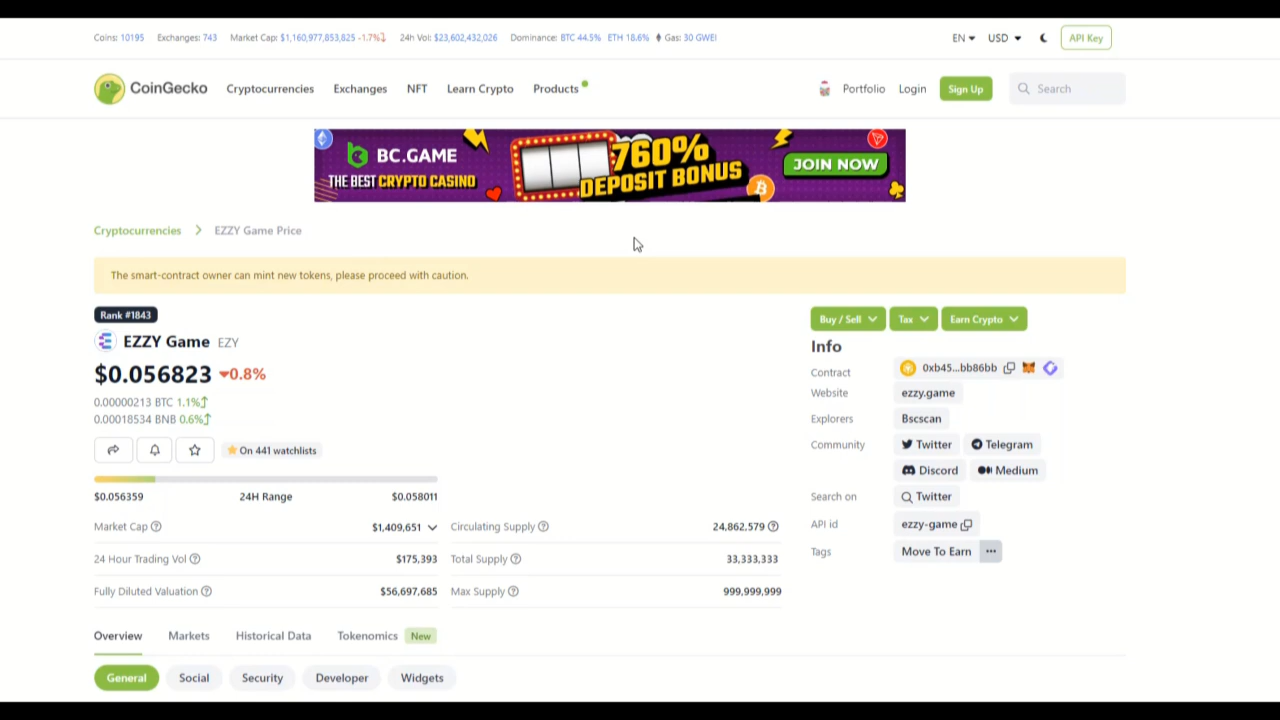 Coins: 10195 Exchanges: 743 Market Cap: $1,160,977,853,825 -1.7% 24h Vol: $23,602,432,026 Dominance: BTC 44.5% ETH 18.6% Gas: 30 GWEI EN USD API Key
CoinGecko Cryptocurrencies Exchanges NFT Learn Crypto Products Portfolio Login Sign Up Search
BC.GAME
THE BEST CRYPTO CASINO
760%
DEPOSIT BONUS
JOIN NOW
Cryptocurrencies > EZZY Game Price
The smart-contract owner can mint new tokens, please proceed with caution.
Rank #1843
EZZY Game EZY
$0.056823 0.8%
0.00000213 BTC 1.1%
0.00018534 BNB 0.6%
On 441 watchlists
$0.056359 24H Range $0.058011
Market Cap $1,409,651
24 Hour Trading Vol $175,393
Fully Diluted Valuation $56,697,685
Circulating Supply 24,862,579
Total Supply 33,333,333
Max Supply 999,999,999
Buy / Sell Tax Earn Crypto
Info
Contract 0xb45...bb86bb
Website ezzy.game
Explorers Bscscan
Community Twitter Telegram
Discord Medium
Search on Twitter
API id ezzy-game
Tags Move To Earn ...
Overview Markets Historical Data Tokenomics New
General Social Security Developer Widgets